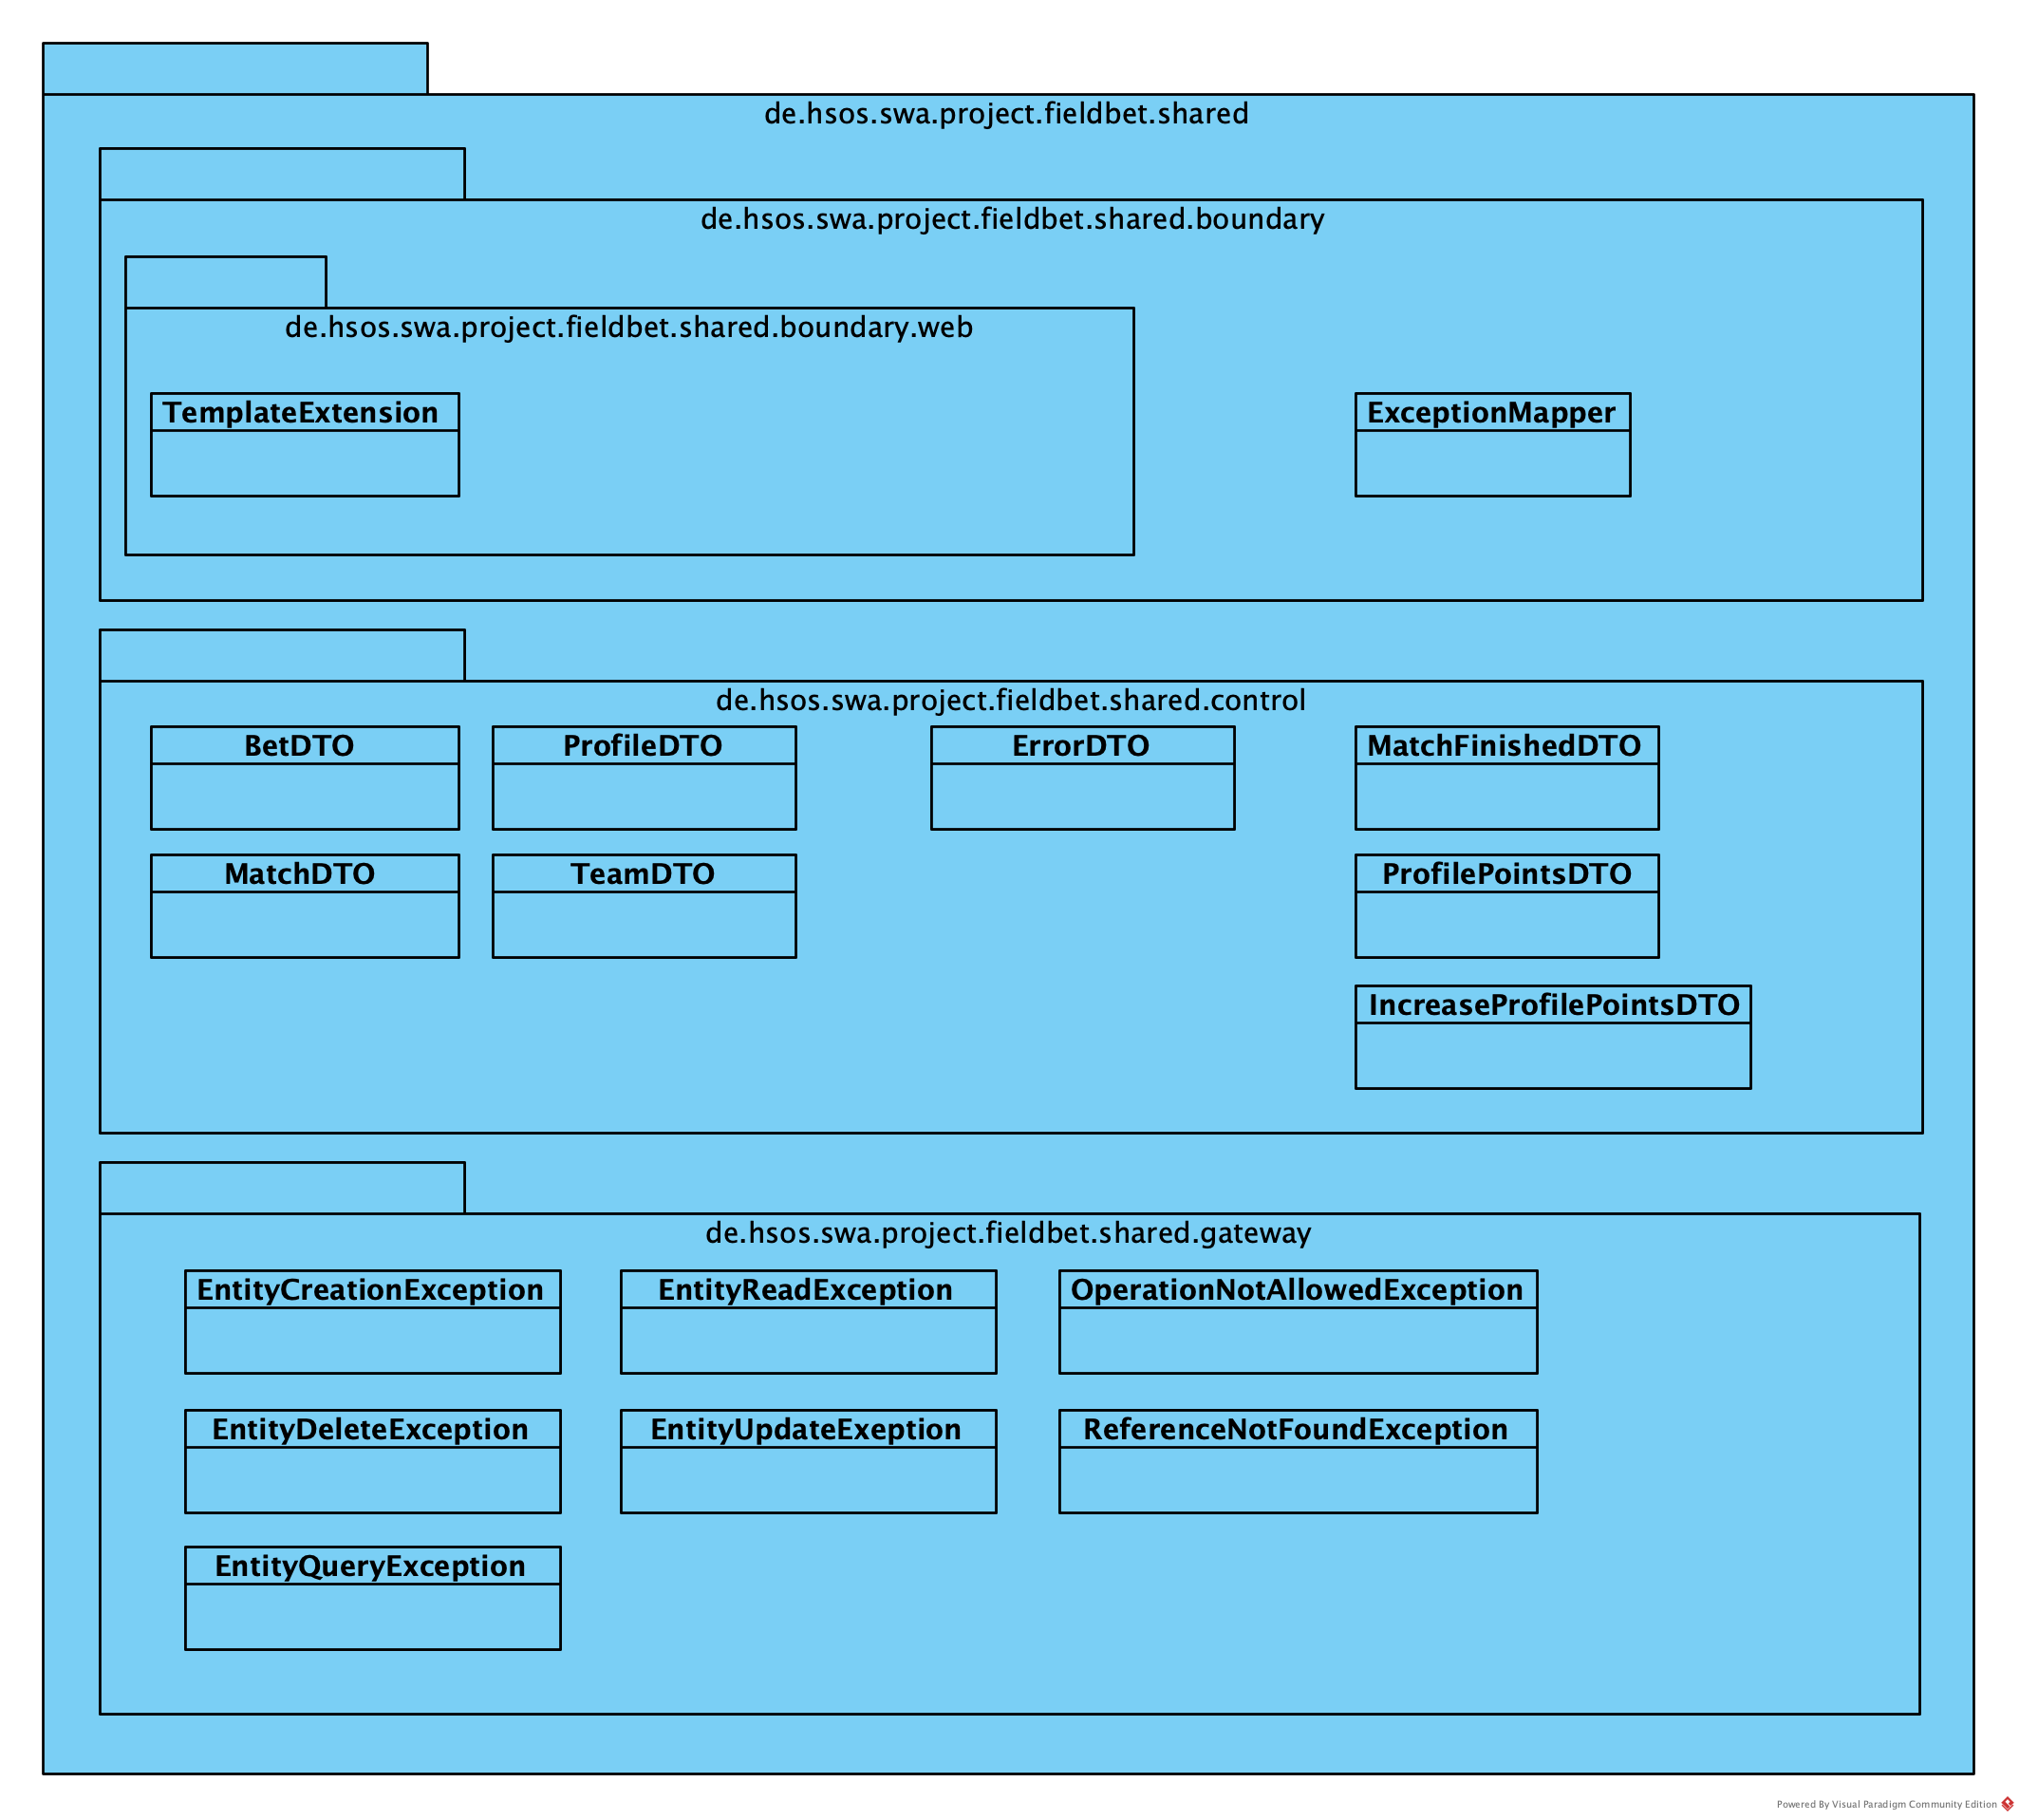 de.hsos.swa.project.fieldbet.shared
de.hsos.swa.project.fieldbet.shared.boundary
de.hsos.swa.project.fieldbet.shared.boundary.web
TemplateExtension
ExceptionMapper
de.hsos.swa.project.fieldbet.shared.control
BetDTO
ProfileDTO
ErrorDTO
MatchFinishedDTO
MatchDTO
TeamDTO
ProfilePointsDTO
IncreaseProfilePointsDTO
de.hsos.swa.project.fieldbet.shared.gateway
EntityCreationException
EntityReadException
OperationNotAllowedException
EntityDeleteException
EntityUpdateExeption
ReferenceNotFoundException
EntityQueryException
Powered By Visual Paradigm Community Edition